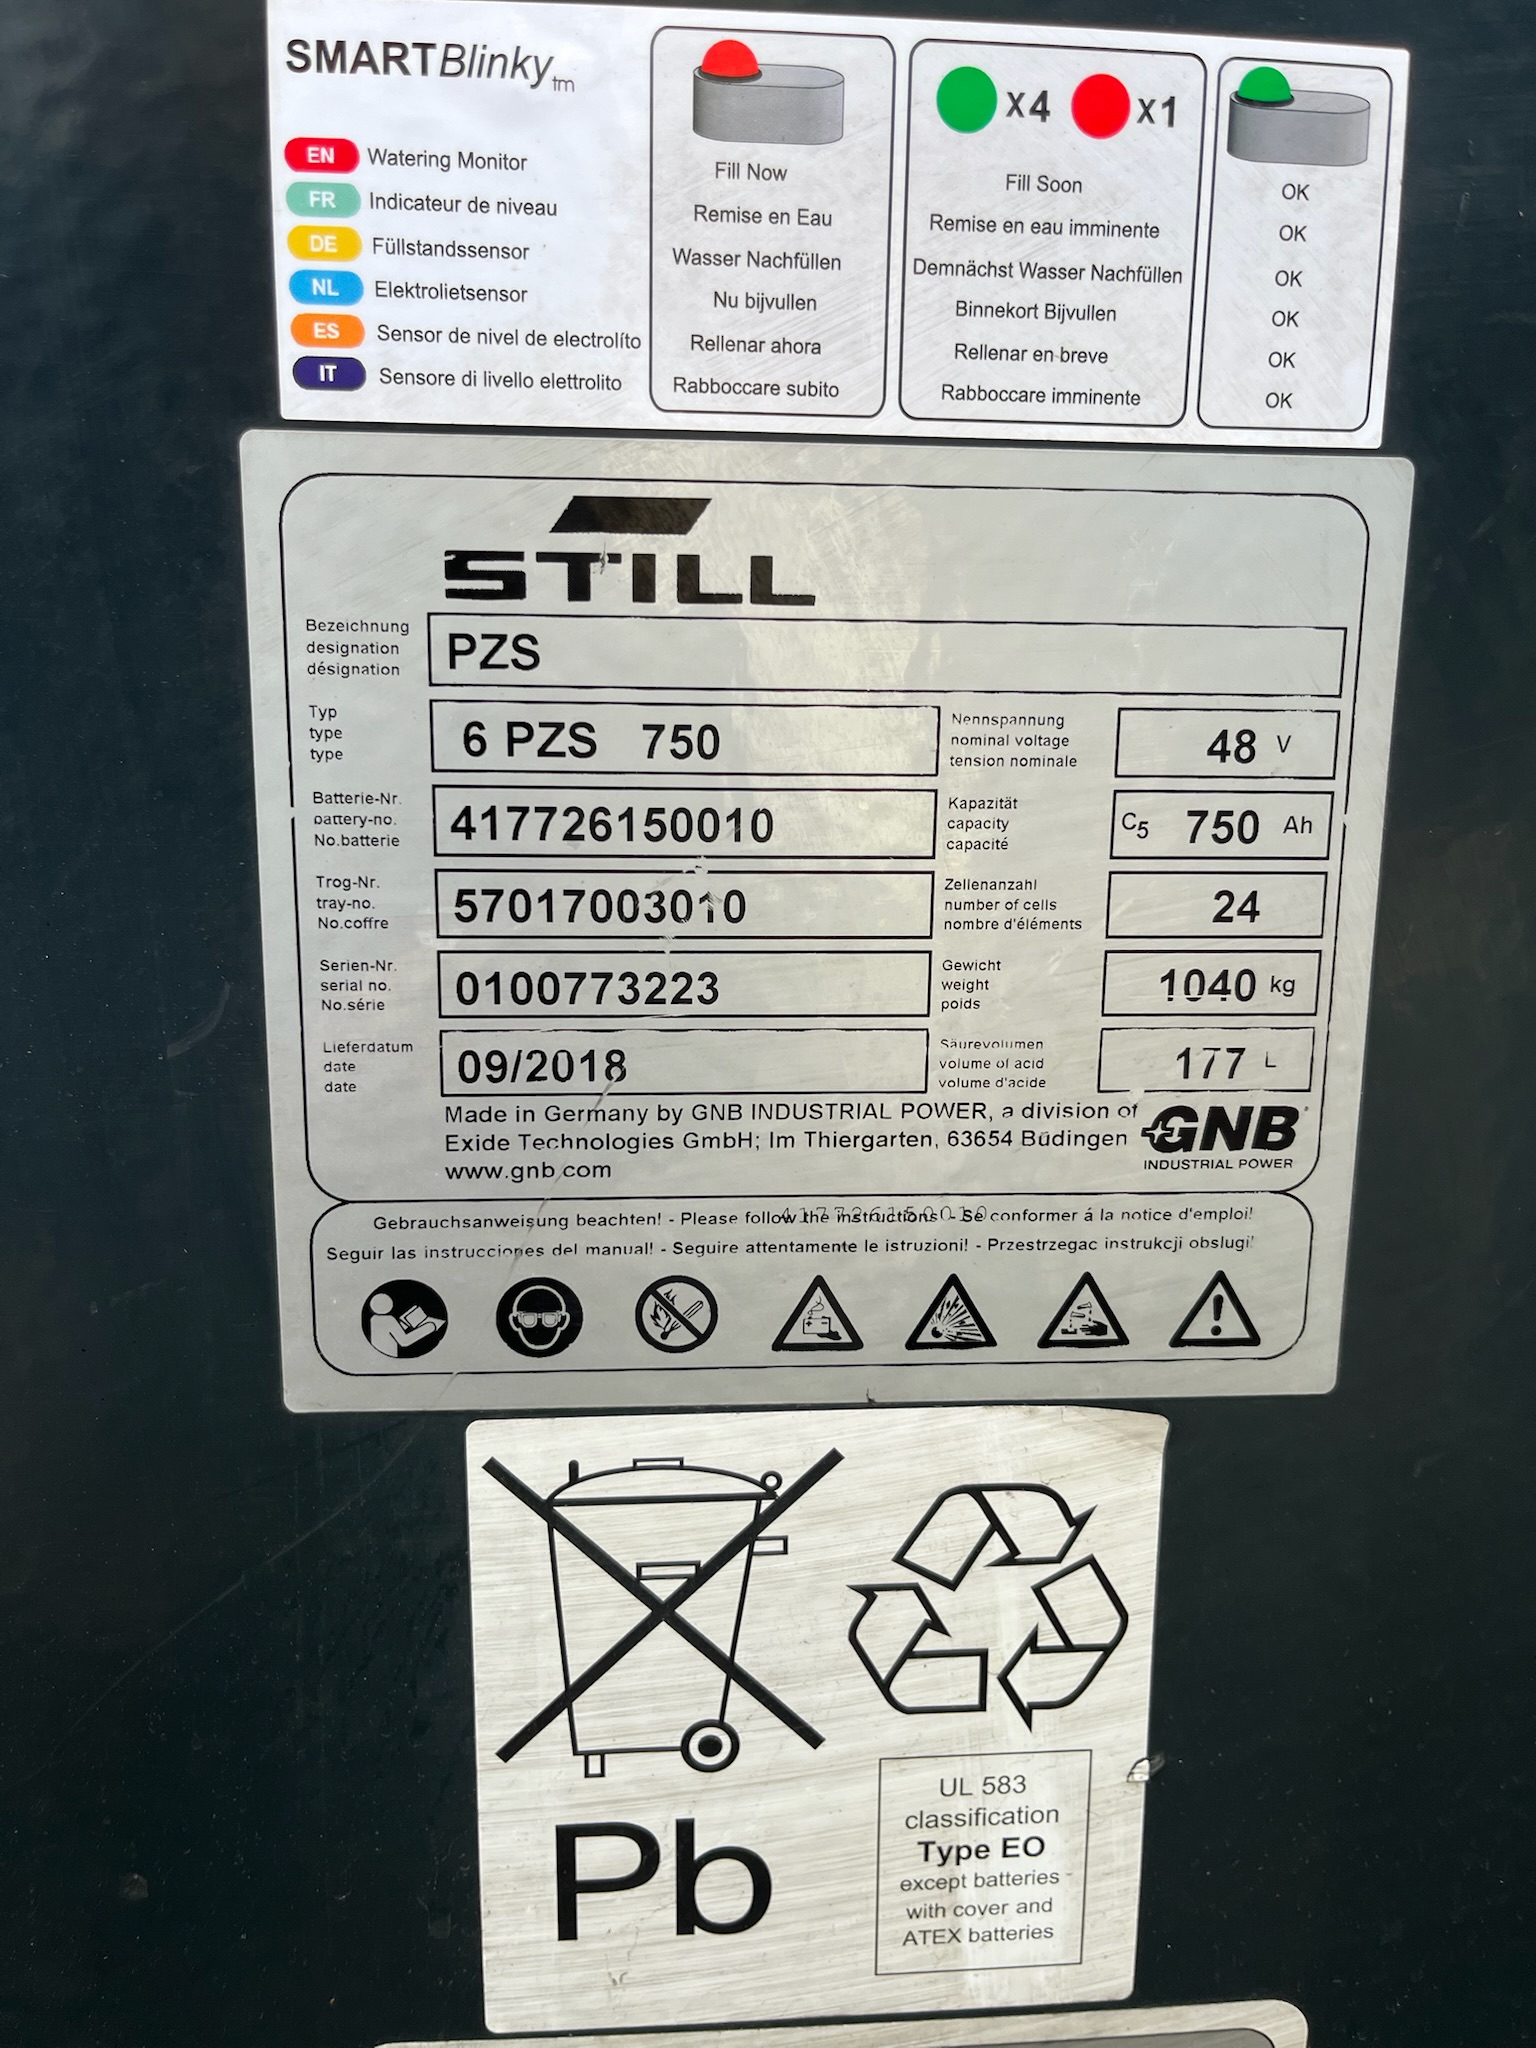 SMARTBlinky tm
EN Watering Monitor
FR Indicateur de niveau
DE Füllstandssensor
NL Elektrolietsensor
ES Sensor de nivel de electrolíto
IT Sensore di livello elettrolito
Fill Now
Remise en Eau
Wasser Nachfüllen
Nu bijvullen
Rellenar ahora
Rabboccare subito
X4 X1
Fill Soon
Remise en eau imminente
Demnächst Wasser Nachfüllen
Binnekort Bijvullen
Rellenar en breve
Rabboccare imminente
OK
OK
OK
OK
OK
OK
STILL
Bezeichnung
designation
désignation
PZS
Typ
type
type
6 PZS 750
Nennspannung
nominal voltage
tension nominale
48 V
Batterie-Nr.
battery-no.
No.batterie
417726150010
Kapazität
capacity
capacité
C5 750 Ah
Trog-Nr.
tray-no.
No.coffre
57017003010
Zellenanzahl
number of cells
nombre d'éléments
24
Serien-Nr.
serial no.
No.série
0100773223
Gewicht
weight
poids
1040 kg
Lieferdatum
date
date
09/2018
Säurevolumen
volume of acid
volume d'acide
177 L
Made in Germany by GNB INDUSTRIAL POWER, a division of
Exide Technologies GmbH; Im Thiergarten, 63654 Büdingen
www.gnb.com
GNB
INDUSTRIAL POWER
417726150010
Gebrauchsanweisung beachten! - Please follow the instructions - Se conformer á la notice d'emploi!
Seguir las instrucciones del manual! - Seguire attentamente le istruzioni! - Przestrzegac instrukcji obslugi!
Pb
UL 583
classification
Type EO
except batteries
with cover and
ATEX batteries